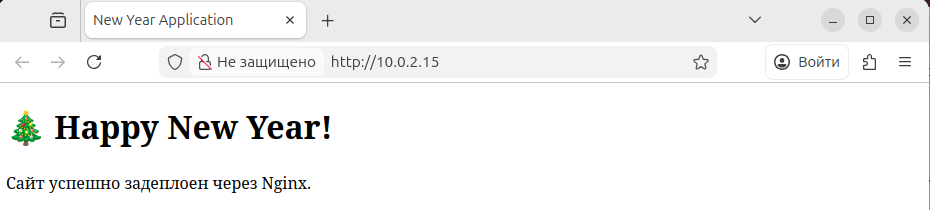 New Year Application
Не защищено http://10.0.2.15 Войти
🎄 Happy New Year!
Сайт успешно задеплоен через Nginx.